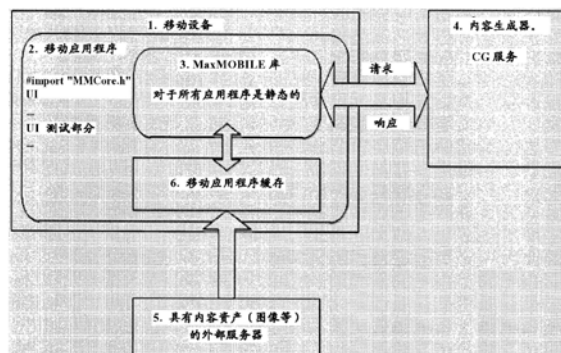 1. 移动设备
2. 移动应用程序
#import "MMCore.h"
UI
...
UI 测试部分
...
3. MaxMOBILE 库
对于所有应用程序是静态的
请求
响应
4. 内容生成器。
CG 服务
6. 移动应用程序缓存
5. 具有内容资产（图像等）
的外部服务器